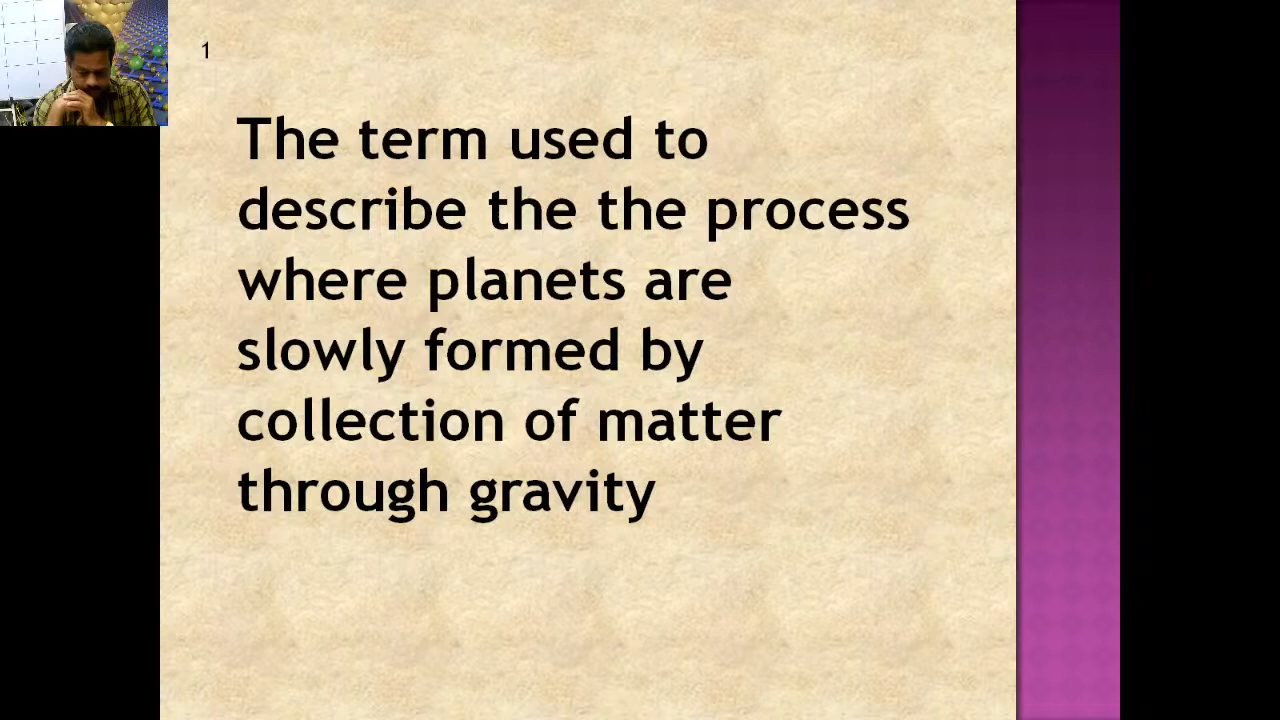 1
The term used to
describe the the process
where planets are
slowly formed by
collection of matter
through gravity